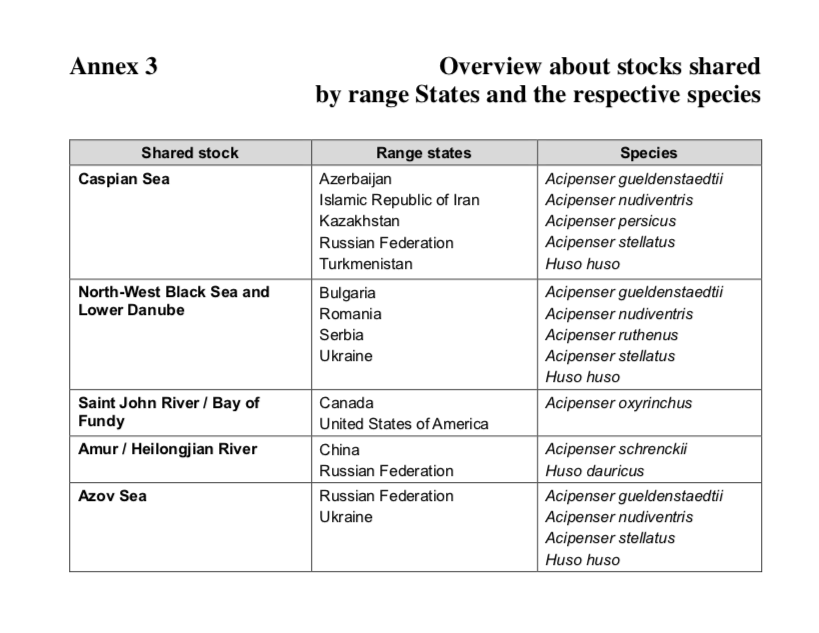 Annex 3
Overview about stocks shared
by range States and the respective species
Shared stock Range states Species
Caspian Sea Azerbaijan Acipenser gueldenstaedtii
Islamic Republic of Iran Acipenser nudiventris
Kazakhstan Acipenser persicus
Russian Federation Acipenser stellatus
Turkmenistan Huso huso
North-West Black Sea and Bulgaria Acipenser gueldenstaedtii
Lower Danube Romania Acipenser nudiventris
Serbia Acipenser ruthenus
Ukraine Acipenser stellatus
Huso huso
Saint John River / Bay of Canada Acipenser oxyrinchus
Fundy United States of America
Amur / Heilongjian River China Acipenser schrenckii
Russian Federation Huso dauricus
Azov Sea Russian Federation Acipenser gueldenstaedtii
Ukraine Acipenser nudiventris
Acipenser stellatus
Huso huso